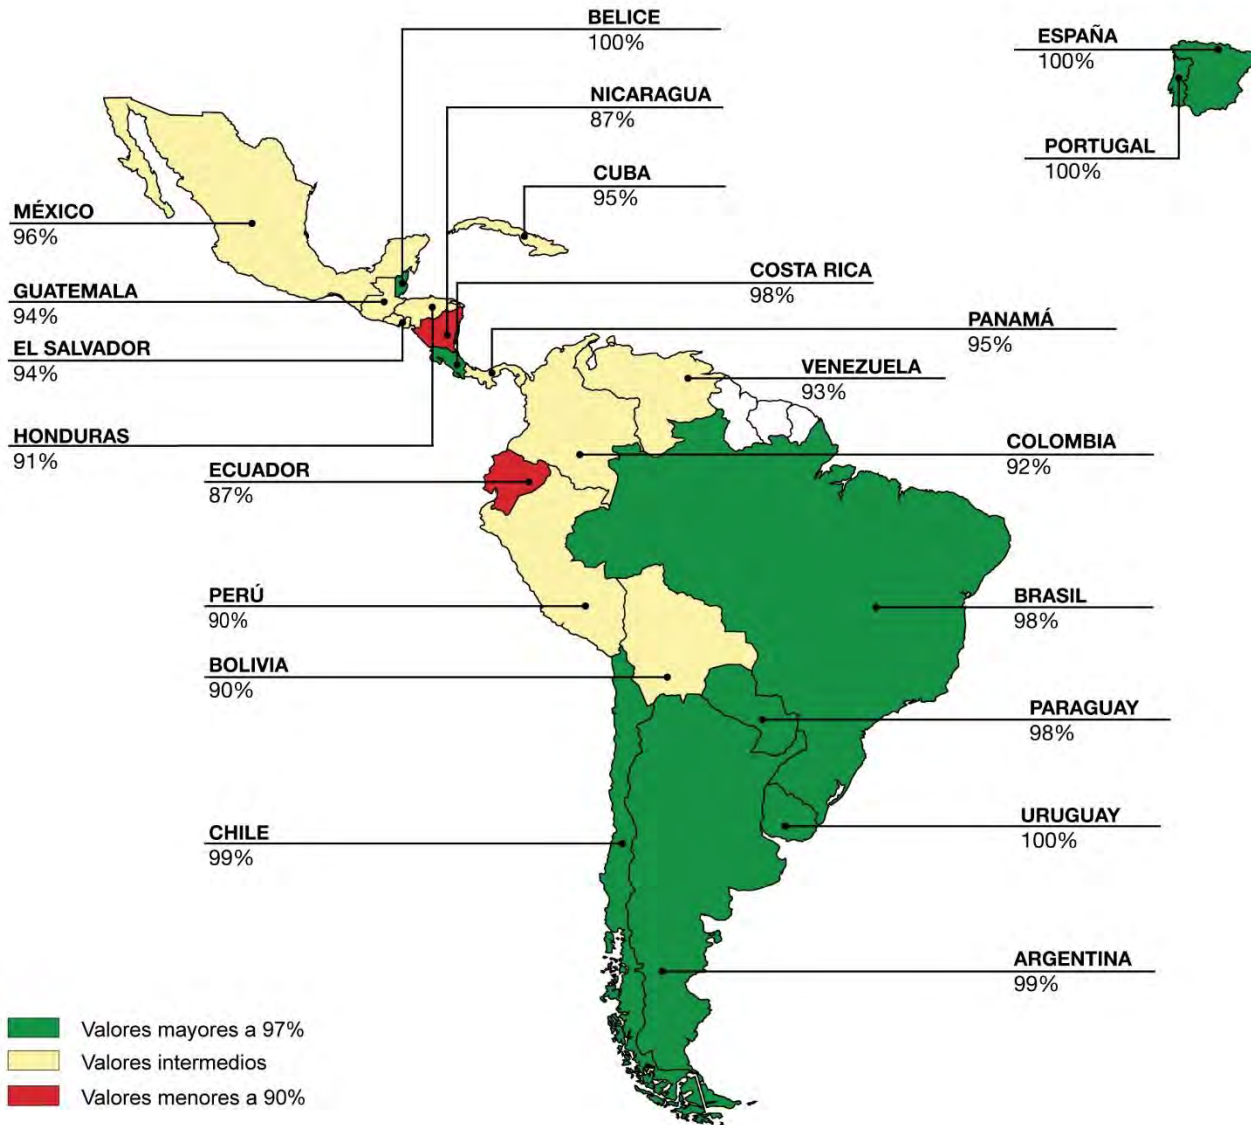 BELICE
100%
ESPAÑA
100%
NICARAGUA
87%
PORTUGAL
100%
CUBA
95%
MÉXICO
96%
COSTA RICA
98%
GUATEMALA
94%
PANAMÁ
95%
EL SALVADOR
94%
VENEZUELA
93%
HONDURAS
91%
COLOMBIA
92%
ECUADOR
87%
PERÚ
90%
BRASIL
98%
BOLIVIA
90%
PARAGUAY
98%
URUGUAY
100%
CHILE
99%
ARGENTINA
99%
Valores mayores a 97%
Valores intermedios
Valores menores a 90%